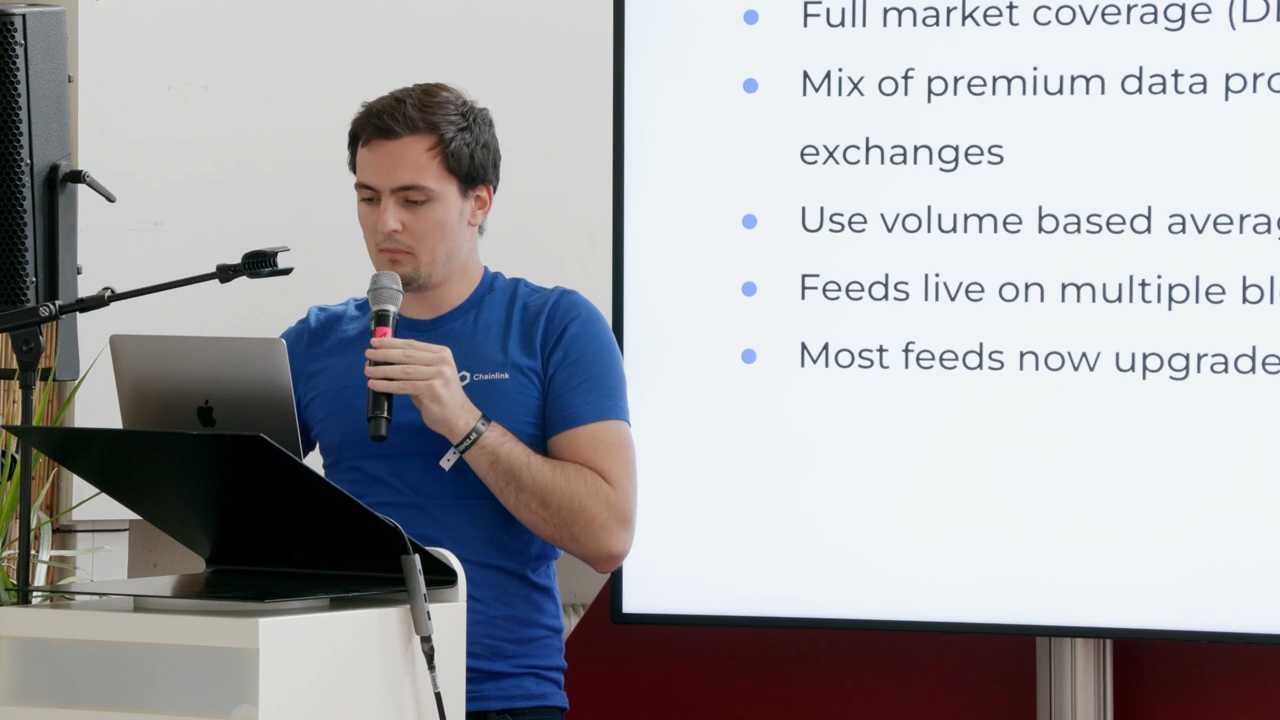 Full market coverage (D
Mix of premium data pro
exchanges
Use volume based averag
Feeds live on multiple bl
Most feeds now upgrade
Chainlink